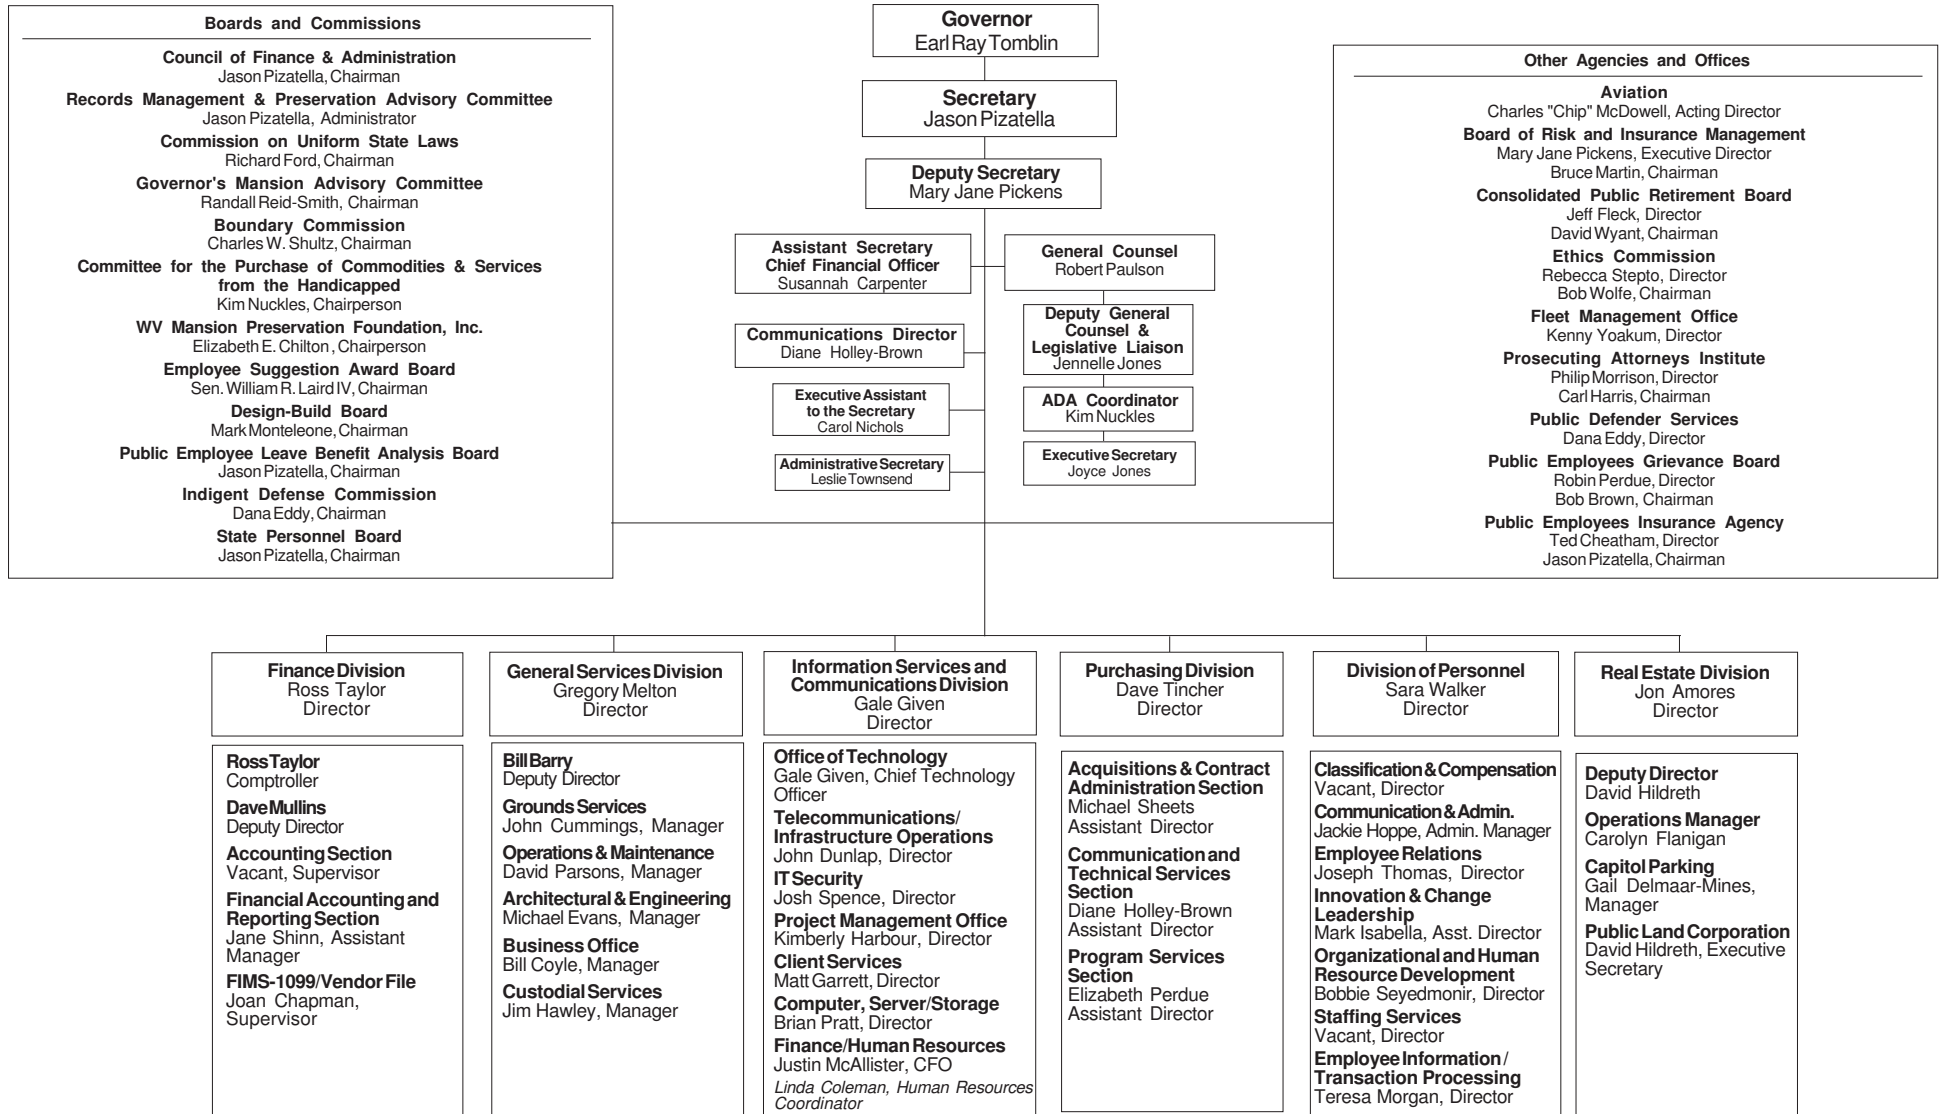 Boards and Commissions
Council of Finance & Administration
Jason Pizatella, Chairman
Records Management & Preservation Advisory Committee
Jason Pizatella, Administrator
Commission on Uniform State Laws
Richard Ford, Chairman
Governor's Mansion Advisory Committee
Randall Reid-Smith, Chairman
Boundary Commission
Charles W. Shultz, Chairman
Committee for the Purchase of Commodities & Services
from the Handicapped
Kim Nuckles, Chairperson
WV Mansion Preservation Foundation, Inc.
Elizabeth E. Chilton, Chairperson
Employee Suggestion Award Board
Sen. William R. Laird IV, Chairman
Design-Build Board
Mark Monteleone, Chairman
Public Employee Leave Benefit Analysis Board
Jason Pizatella, Chairman
Indigent Defense Commission
Dana Eddy, Chairman
State Personnel Board
Jason Pizatella, Chairman
Governor
Earl Ray Tomblin
Secretary
Jason Pizatella
Deputy Secretary
Mary Jane Pickens
Assistant Secretary
Chief Financial Officer
Susannah Carpenter
General Counsel
Robert Paulson
Communications Director
Diane Holley-Brown
Deputy General
Counsel &
Legislative Liaison
Jennelle Jones
Executive Assistant
to the Secretary
Carol Nichols
ADA Coordinator
Kim Nuckles
Administrative Secretary
Leslie Townsend
Executive Secretary
Joyce Jones
Other Agencies and Offices
Aviation
Charles "Chip" McDowell, Acting Director
Board of Risk and Insurance Management
Mary Jane Pickens, Executive Director
Bruce Martin, Chairman
Consolidated Public Retirement Board
Jeff Fleck, Director
David Wyant, Chairman
Ethics Commission
Rebecca Stepto, Director
Bob Wolfe, Chairman
Fleet Management Office
Kenny Yoakum, Director
Prosecuting Attorneys Institute
Philip Morrison, Director
Carl Harris, Chairman
Public Defender Services
Dana Eddy, Director
Public Employees Grievance Board
Robin Perdue, Director
Bob Brown, Chairman
Public Employees Insurance Agency
Ted Cheatham, Director
Jason Pizatella, Chairman
Finance Division
Ross Taylor
Director
Ross Taylor
Comptroller
Dave Mullins
Deputy Director
Accounting Section
Vacant, Supervisor
Financial Accounting and
Reporting Section
Jane Shinn, Assistant
Manager
FIMS-1099/Vendor File
Joan Chapman,
Supervisor
General Services Division
Gregory Melton
Director
Bill Barry
Deputy Director
Grounds Services
John Cummings, Manager
Operations & Maintenance
David Parsons, Manager
Architectural & Engineering
Michael Evans, Manager
Business Office
Bill Coyle, Manager
Custodial Services
Jim Hawley, Manager
Information Services and
Communications Division
Gale Given
Director
Office of Technology
Gale Given, Chief Technology
Officer
Telecommunications/
Infrastructure Operations
John Dunlap, Director
IT Security
Josh Spence, Director
Project Management Office
Kimberly Harbour, Director
Client Services
Matt Garrett, Director
Computer, Server/Storage
Brian Pratt, Director
Finance/Human Resources
Justin McAllister, CFO
Linda Coleman, Human Resources
Coordinator
Purchasing Division
Dave Tincher
Director
Acquisitions & Contract
Administration Section
Michael Sheets
Assistant Director
Communication and
Technical Services
Section
Diane Holley-Brown
Assistant Director
Program Services
Section
Elizabeth Perdue
Assistant Director
Division of Personnel
Sara Walker
Director
Classification & Compensation
Vacant, Director
Communication & Admin.
Jackie Hoppe, Admin. Manager
Employee Relations
Joseph Thomas, Director
Innovation & Change
Leadership
Mark Isabella, Asst. Director
Organizational and Human
Resource Development
Bobbie Seyedmonir, Director
Staffing Services
Vacant, Director
Employee Information /
Transaction Processing
Teresa Morgan, Director
Real Estate Division
Jon Amores
Director
Deputy Director
David Hildreth
Operations Manager
Carolyn Flanigan
Capitol Parking
Gail Delmaar-Mines,
Manager
Public Land Corporation
David Hildreth, Executive
Secretary